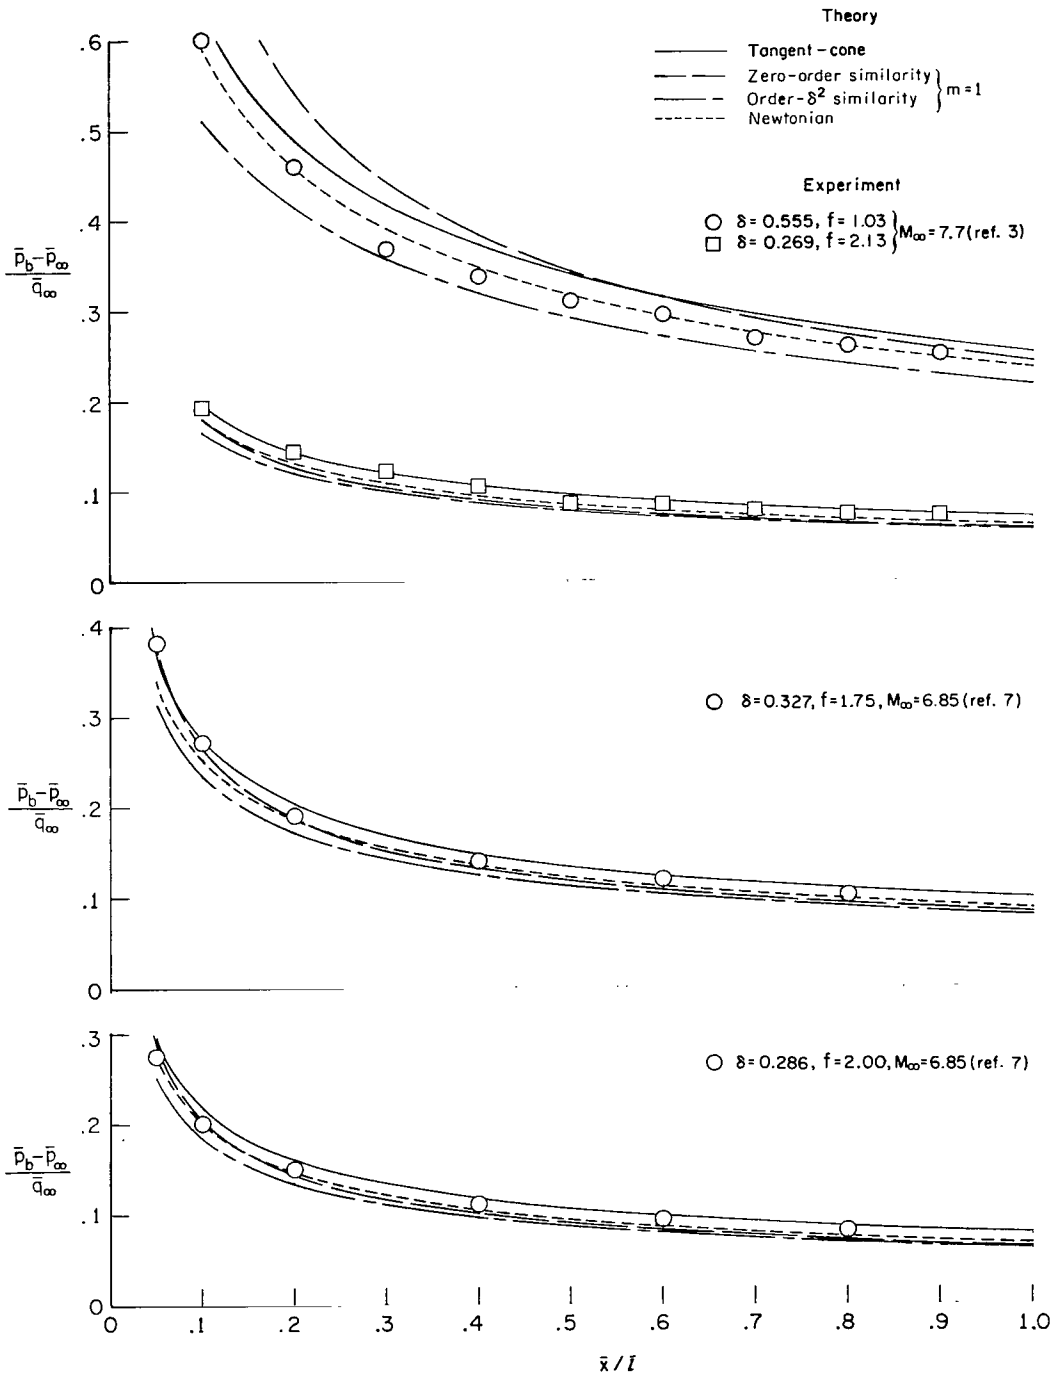 Theory
Tangent-cone
Zero-order similarity
Order-δ² similarity
} m = 1
Newtonian
Experiment
δ = 0.555, f = 1.03
δ = 0.269, f = 2.13
} M∞ = 7.7 (ref. 3)
p̄b – p̄∞
q̄∞
.6
.5
.4
.3
.2
.1
0
δ = 0.327, f = 1.75, M∞ = 6.85 (ref. 7)
p̄b – p̄∞
q̄∞
.4
.3
.2
.1
0
δ = 0.286, f = 2.00, M∞ = 6.85 (ref. 7)
p̄b – p̄∞
q̄∞
.3
.2
.1
0
0 .1 .2 .3 .4 .5 .6 .7 .8 .9 1.0
x̄ / l̄